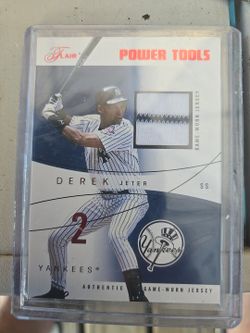 FLAIR
POWER TOOLS
GAME-WORN JERSEY
DEREK JETER
SS
2
Yankees
YANKEES
AUTHENTIC GAME-WORN JERSEY